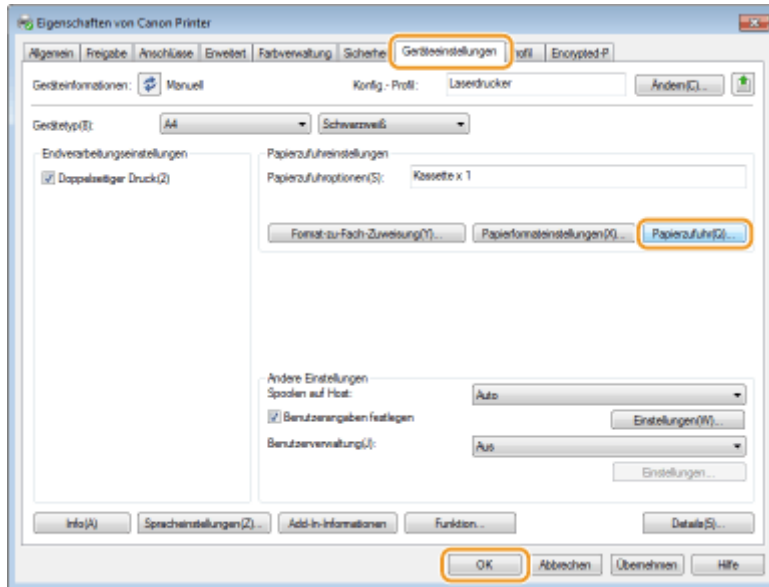 Eigenschaften von Canon Printer
Allgemein Freigabe Anschlüsse Erweitert Farbverwaltung Sicherhe Geräteeinstellungen rofil Encrypted-P
Geräteinformationen: Manuell Konfig.- Profil: Laserdrucker Ändern(C)...
Gerätetyp(I): A4 Schwarzweiß
Endverarbeitungseinstellungen Papierzufuhreinstellungen
Doppelseitiger Druck(2) Papierzufuhroptionen(S): Kassette x 1
Format-zu-Fach-Zuweisung(Y)... Papierformateinstellungen(X)... Papierzufuhr(Q)...
Andere Einstellungen
Spoolen auf Host: Auto
Benutzerangaben festlegen Einstellungen(W)...
Benutzerverwaltung(J): Aus
Einstellungen...
Info(A) Spracheinstellungen(Z)... Add-In-Informationen Funktion... Details(5)...
OK Abbrechen Übernehmen Hilfe